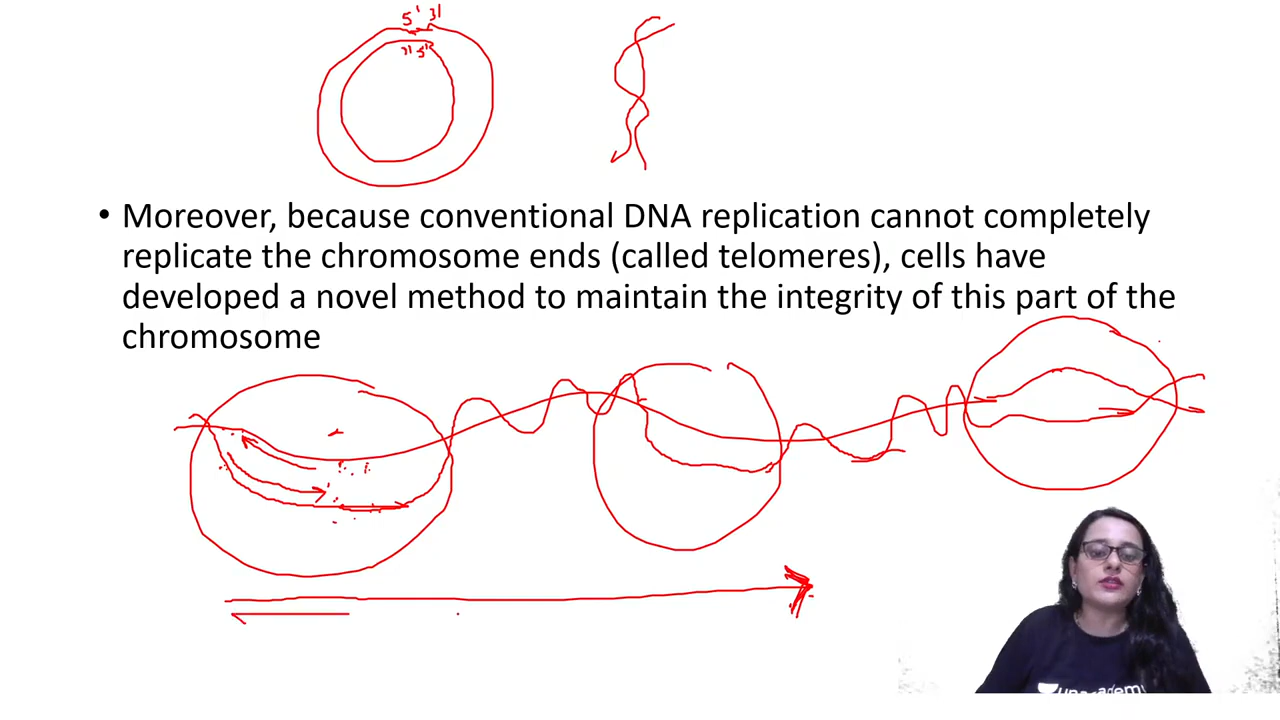 5' 3'
3' 5'
• Moreover, because conventional DNA replication cannot completely
replicate the chromosome ends (called telomeres), cells have
developed a novel method to maintain the integrity of this part of the
chromosome
unacademy